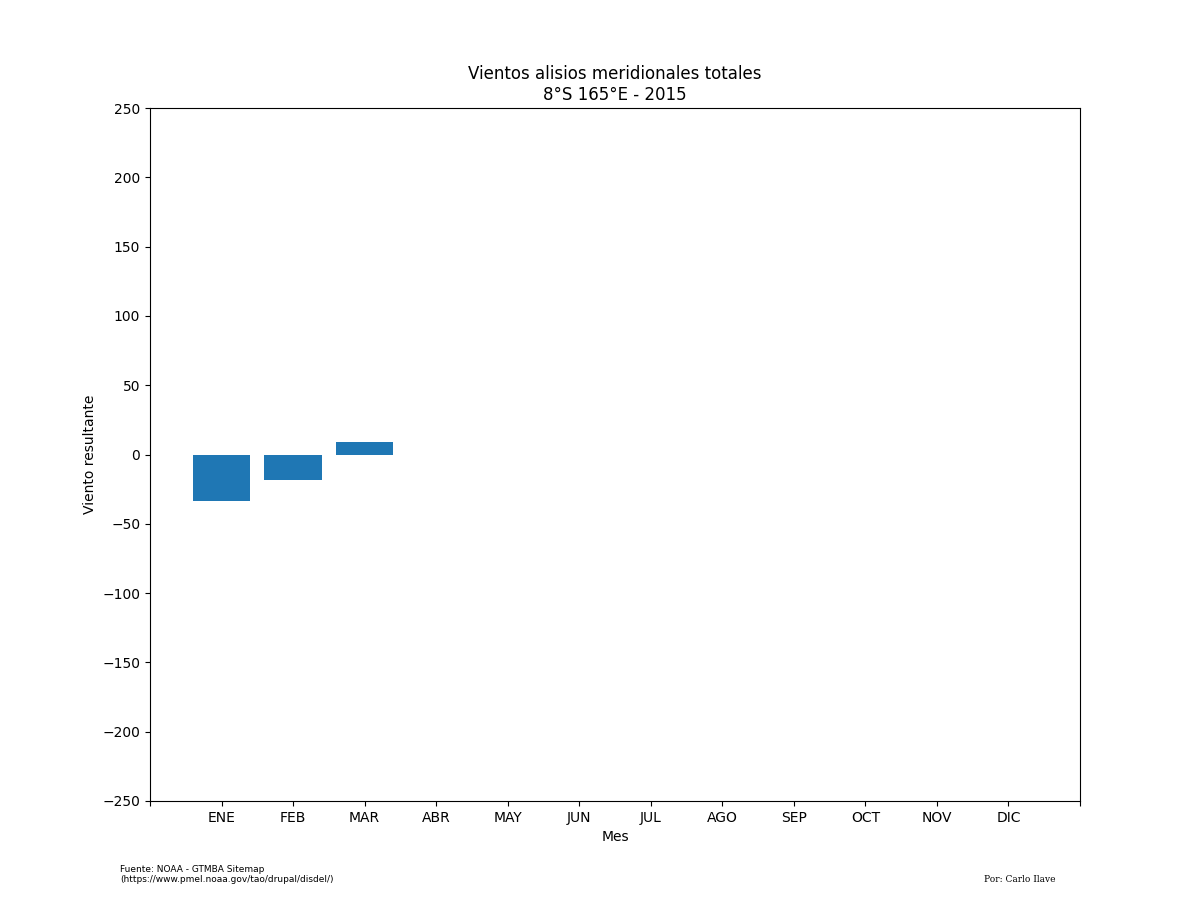 Vientos alisios meridionales totales
8°S 165°E - 2015
250
200
150
100
50
0
−50
−100
−150
−200
−250
Viento resultante
ENE FEB MAR ABR MAY JUN JUL AGO SEP OCT NOV DIC
Mes
Fuente: NOAA - GTMBA Sitemap
(https://www.pmel.noaa.gov/tao/drupal/disdel/)
Por: Carlo Ilave